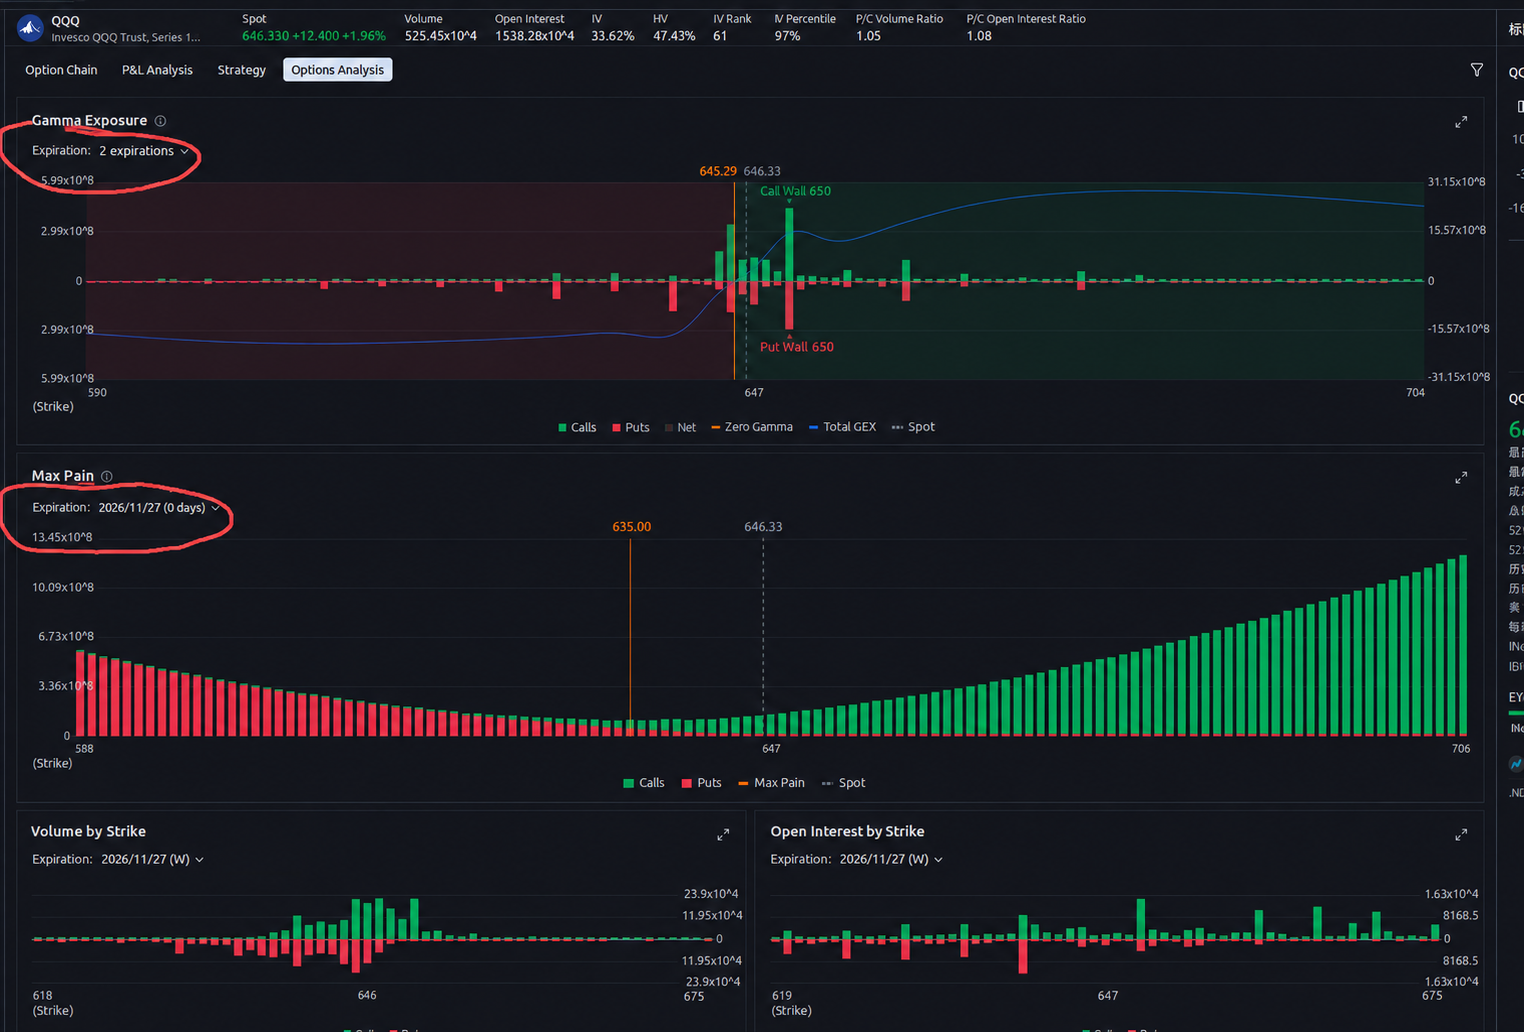 QQQ
Invesco QQQ Trust, Series 1...
Spot
646.330 +12.400 +1.96%
Volume
525.45x10^4
Open Interest
1538.28x10^4
IV
33.62%
HV
47.43%
IV Rank
61
IV Percentile
97%
P/C Volume Ratio
1.05
P/C Open Interest Ratio
1.08
Option Chain
P&L Analysis
Strategy
Options Analysis
Gamma Exposure
Expiration: 2 expirations
645.29 646.33
Call Wall 650
5.99x10^8
2.99x10^8
0
2.99x10^8
5.99x10^8
31.15x10^8
15.57x10^8
0
-15.57x10^8
-31.15x10^8
Put Wall 650
590
647
704
(Strike)
Calls Puts Net Zero Gamma Total GEX Spot
Max Pain
Expiration: 2026/11/27 (0 days)
635.00
646.33
13.45x10^8
10.09x10^8
6.73x10^8
3.36x10^8
0
588
647
706
(Strike)
Calls Puts Max Pain Spot
Volume by Strike
Expiration: 2026/11/27 (W)
23.9x10^4
11.95x10^4
0
11.95x10^4
23.9x10^4
618
646
675
(Strike)
Open Interest by Strike
Expiration: 2026/11/27 (W)
1.63x10^4
8168.5
0
8168.5
1.63x10^4
619
647
675
(Strike)